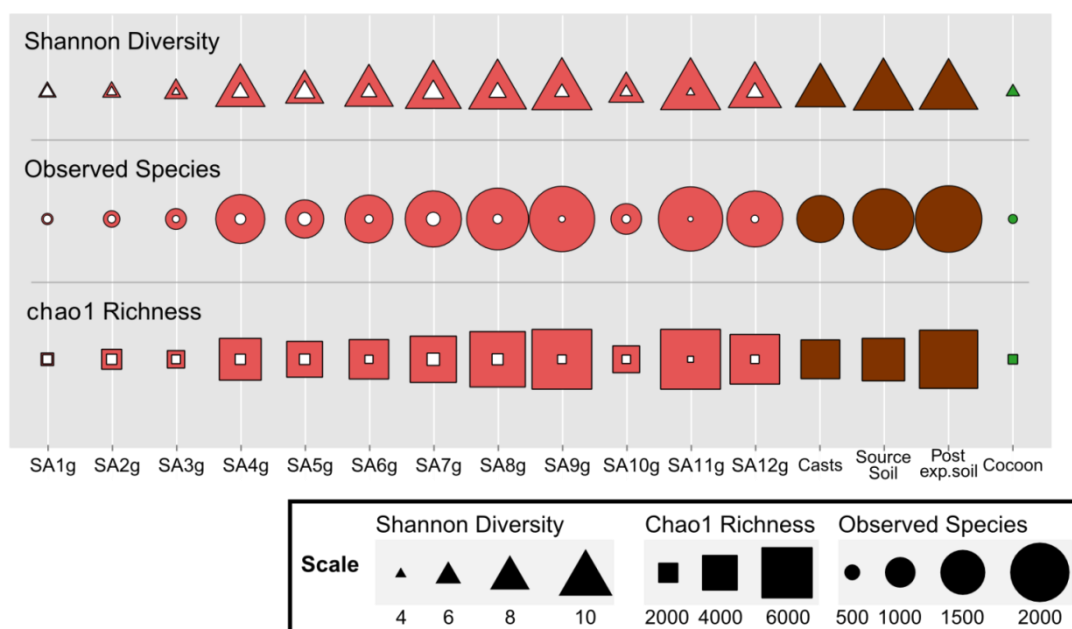 Shannon Diversity
Observed Species
chao1 Richness
SA1g SA2g SA3g SA4g SA5g SA6g SA7g SA8g SA9g SA10g SA11g SA12g Casts Source Soil Post exp.soil Cocoon
Shannon Diversity Chao1 Richness Observed Species
Scale
4 6 8 10 2000 4000 6000 500 1000 1500 2000